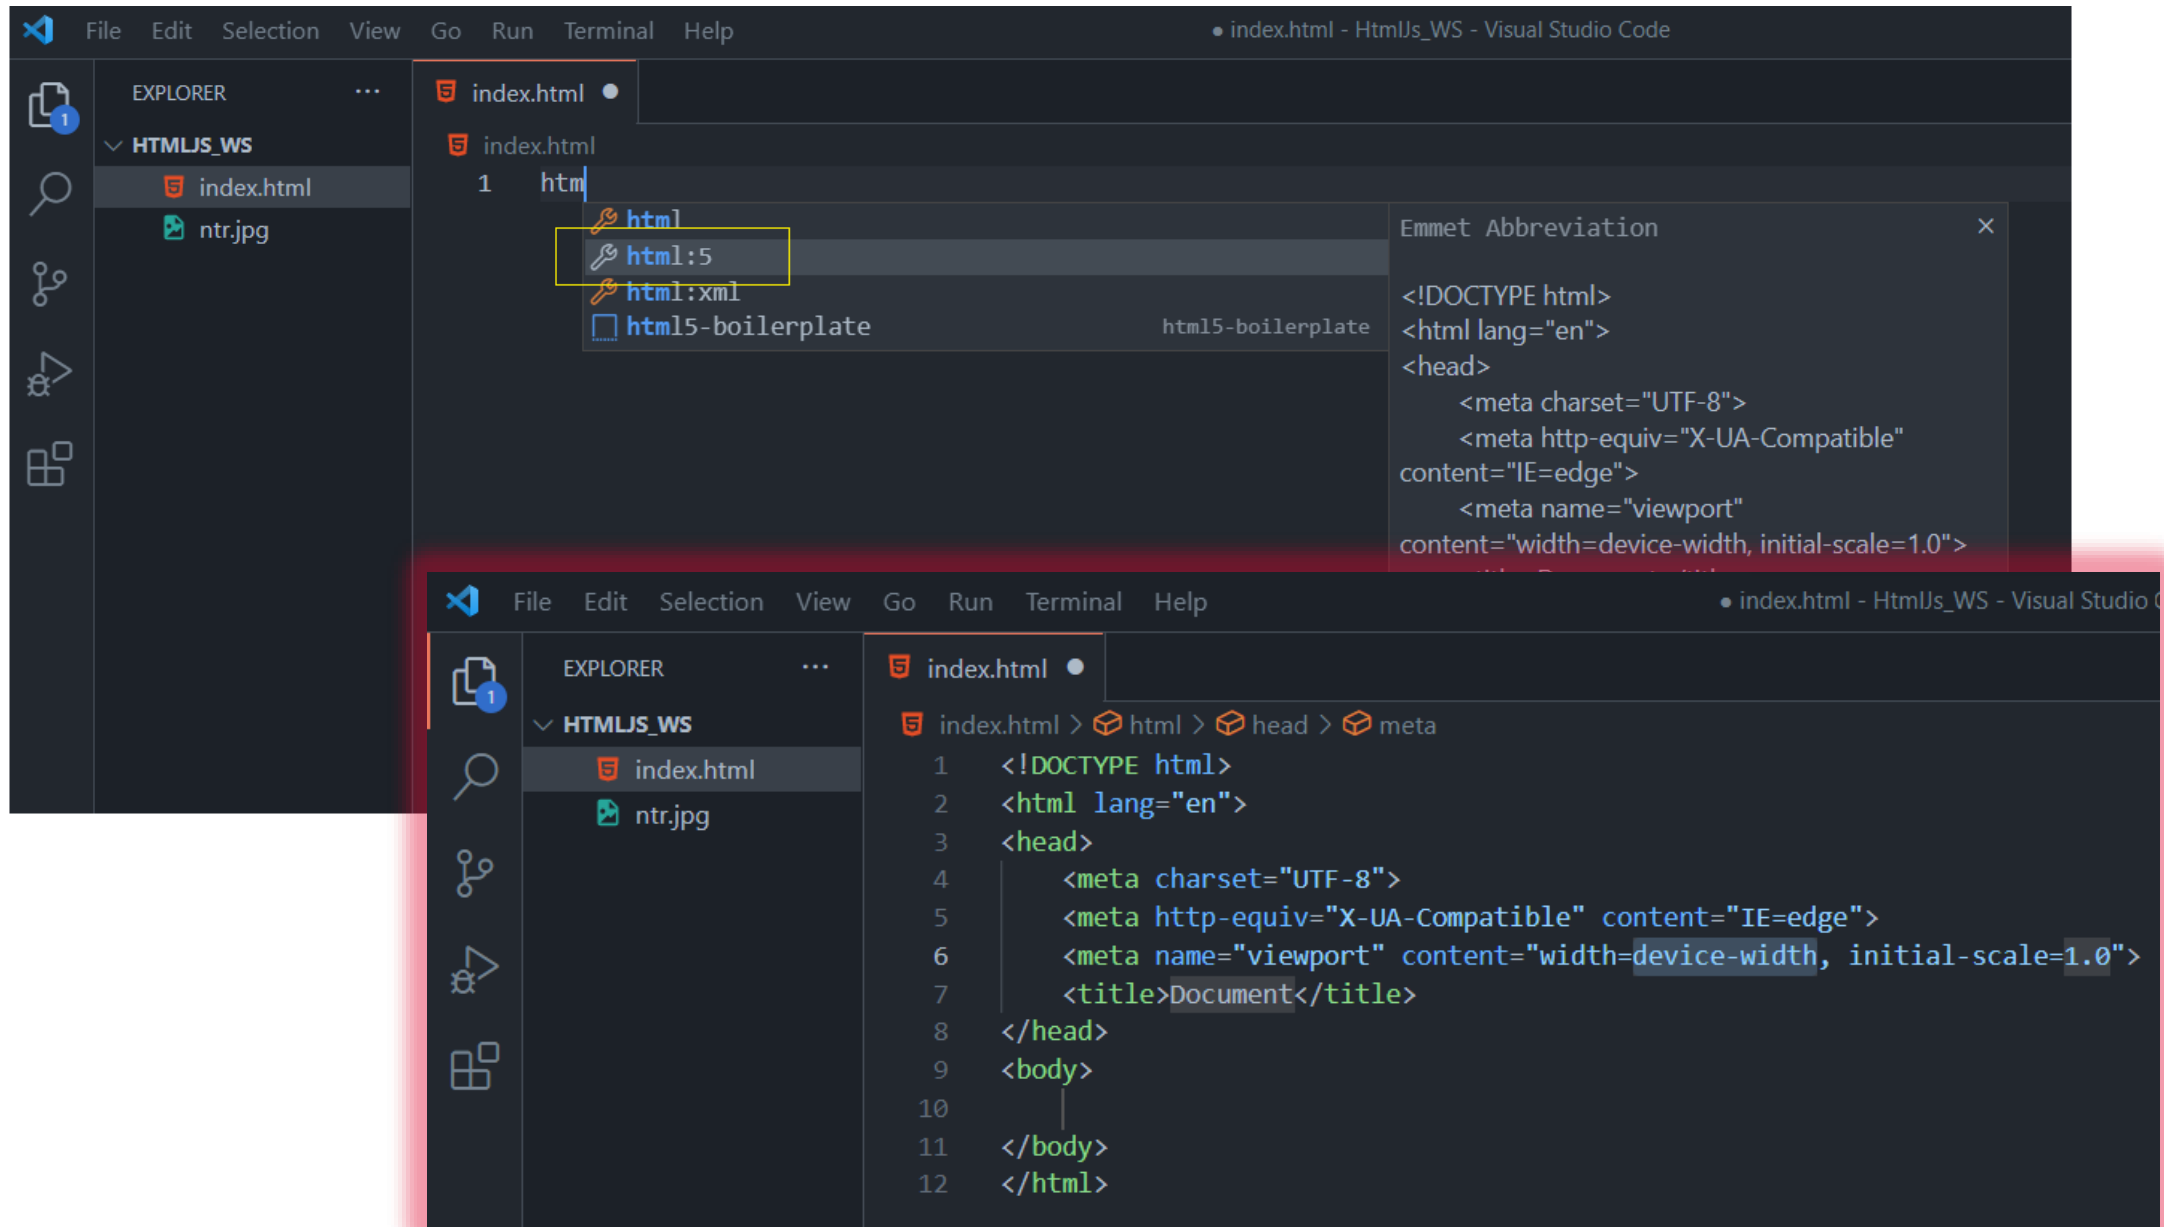 File Edit Selection View Go Run Terminal Help ● index.html - HtmlJs_WS - Visual Studio Code
EXPLORER ···
1
HTMLJS_WS
index.html
ntr.jpg
index.html ●
index.html
1 htm
html
html:5
html:xml
html5-boilerplate html5-boilerplate
Emmet Abbreviation ×
<!DOCTYPE html>
<html lang="en">
<head>
<meta charset="UTF-8">
<meta http-equiv="X-UA-Compatible"
content="IE=edge">
<meta name="viewport"
content="width=device-width, initial-scale=1.0">
File Edit Selection View Go Run Terminal Help ● index.html - HtmlJs_WS - Visual Studio
EXPLORER ···
1
HTMLJS_WS
index.html
ntr.jpg
index.html ●
index.html > html > head > meta
1 <!DOCTYPE html>
2 <html lang="en">
3 <head>
4 <meta charset="UTF-8">
5 <meta http-equiv="X-UA-Compatible" content="IE=edge">
6 <meta name="viewport" content="width=device-width, initial-scale=1.0">
7 <title>Document</title>
8 </head>
9 <body>
10
11 </body>
12 </html>